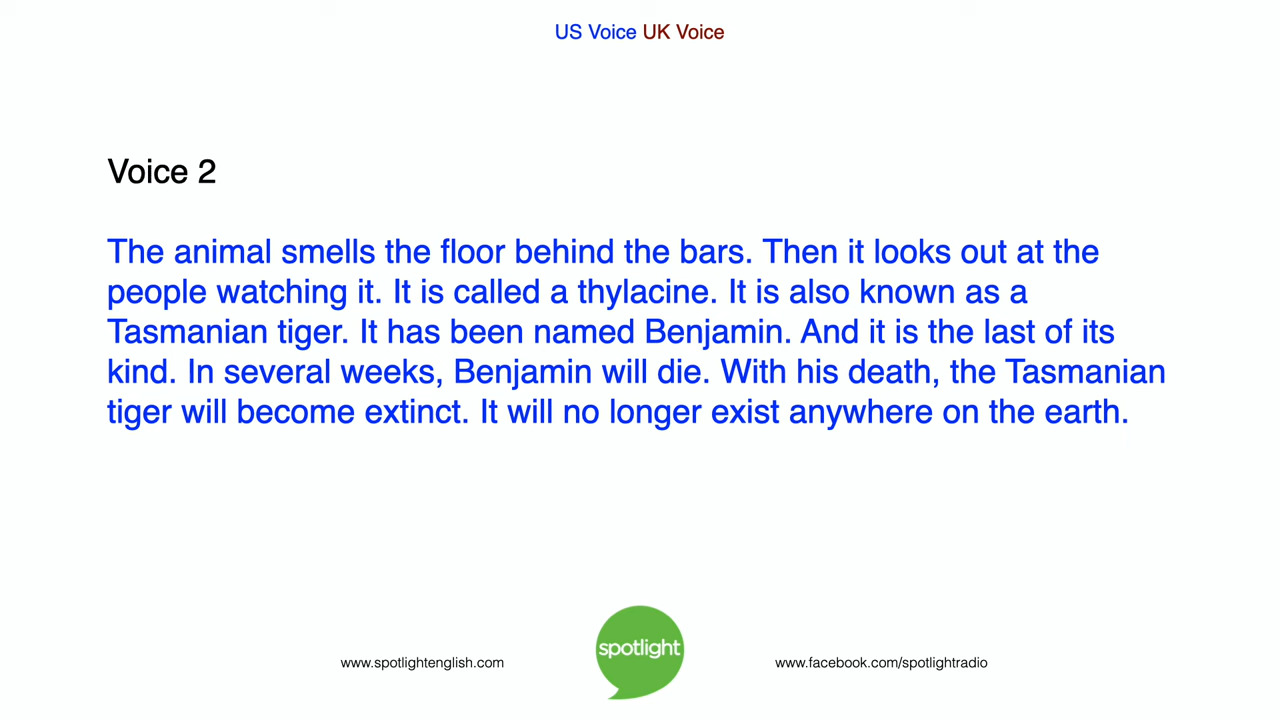 US Voice UK Voice
Voice 2
The animal smells the floor behind the bars. Then it looks out at the
people watching it. It is called a thylacine. It is also known as a
Tasmanian tiger. It has been named Benjamin. And it is the last of its
kind. In several weeks, Benjamin will die. With his death, the Tasmanian
tiger will become extinct. It will no longer exist anywhere on the earth.
spotlight
www.spotlightenglish.com
www.facebook.com/spotlightradio